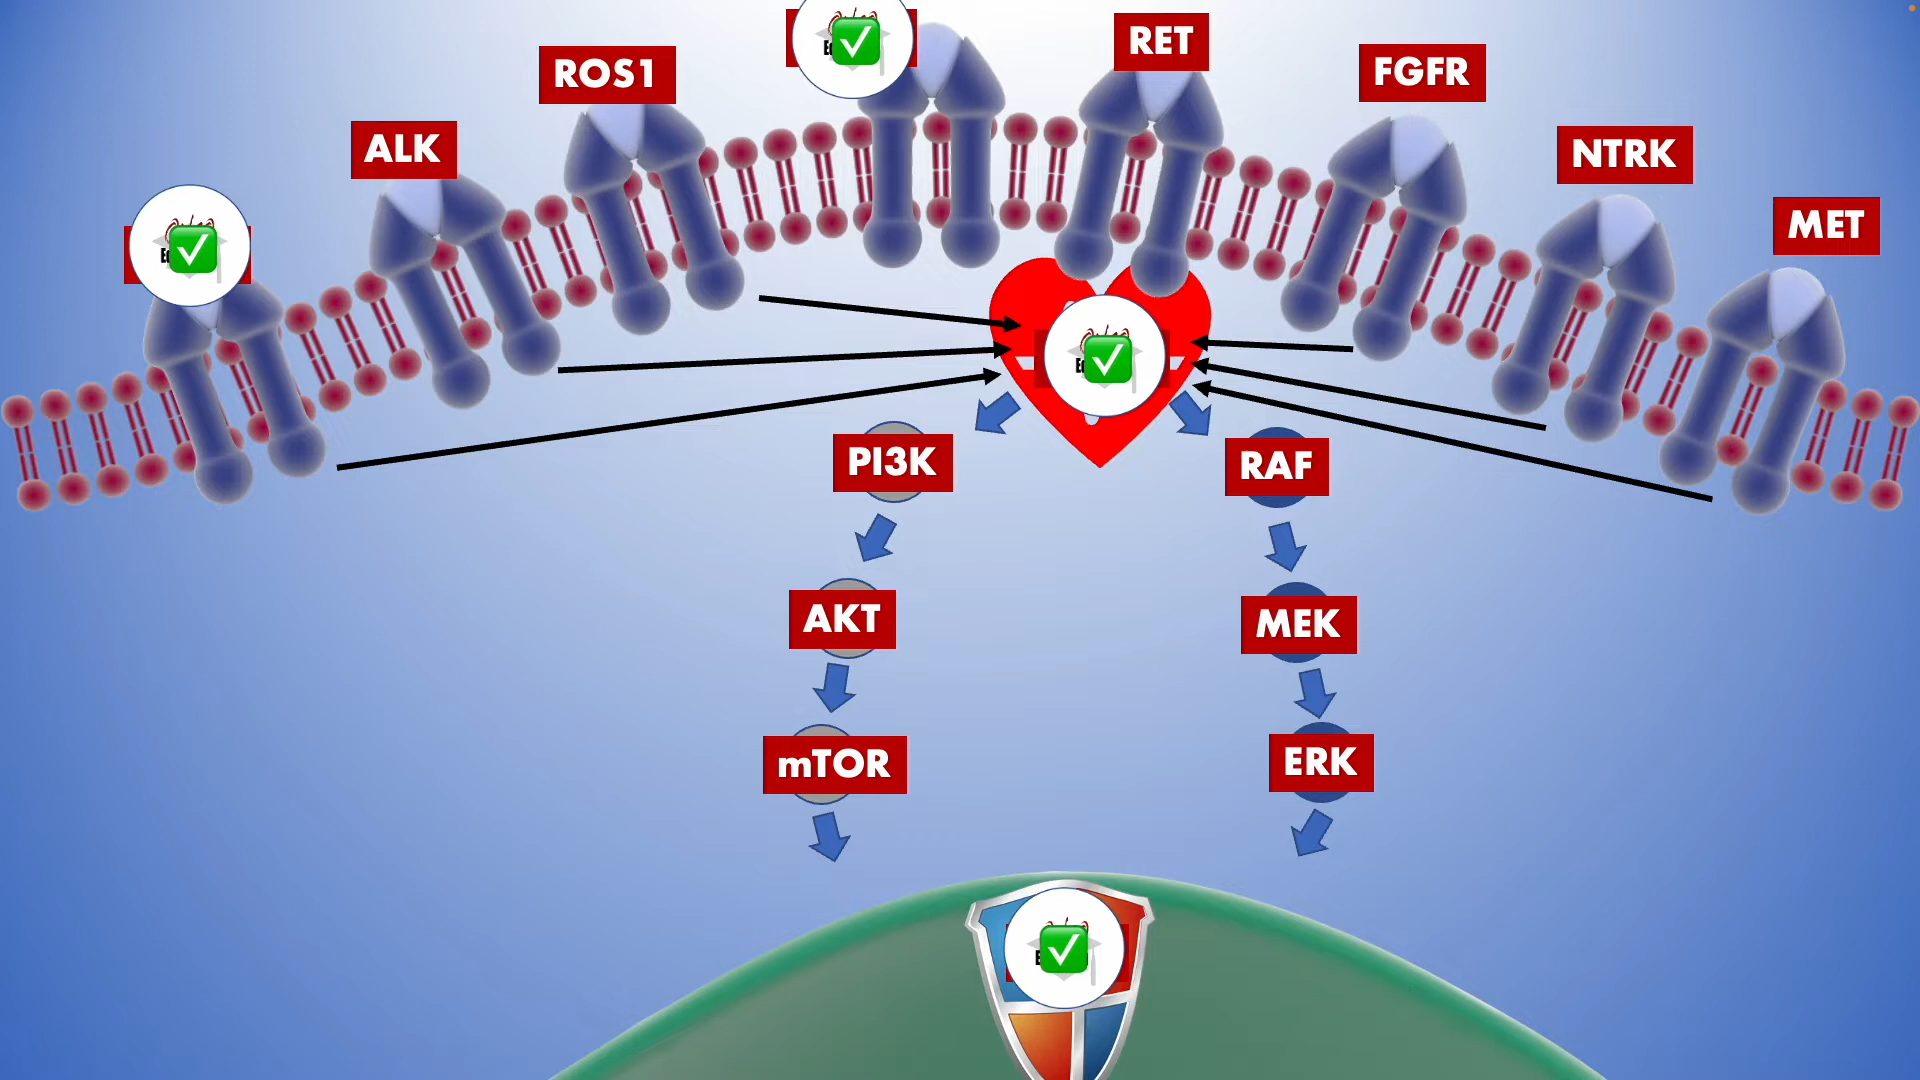 RET
ROS1
FGFR
ALK
NTRK
MET
PI3K
RAF
AKT
MEK
mTOR
ERK